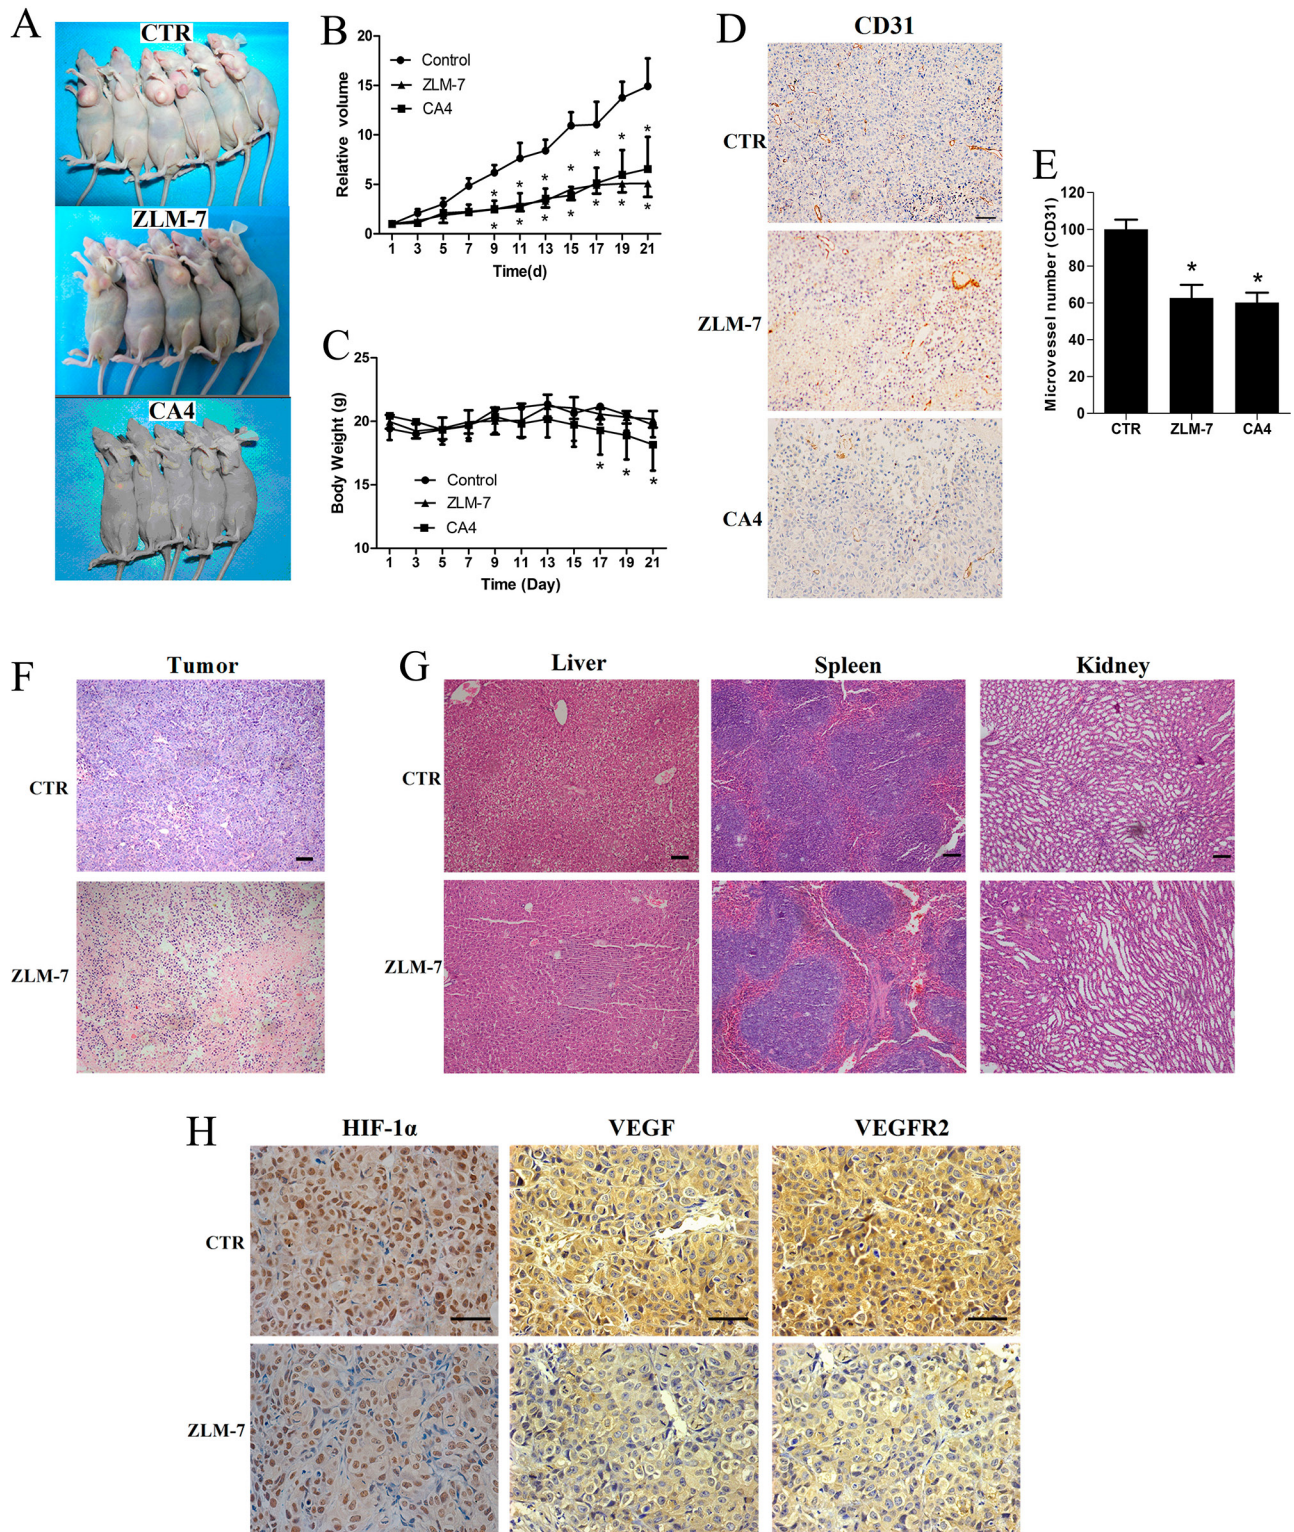 A
CTR
ZLM-7
CA4
B
20
15
10
5
0
Relative volume
Control
ZLM-7
CA4
* * * * * * *
* * * * * * *
1 3 5 7 9 11 13 15 17 19 21
Time(d)
C
25
20
15
10
Body Weight (g)
Control
ZLM-7
CA4
* * *
1 3 5 7 9 11 13 15 17 19 21
Time (Day)
D
CD31
CTR
ZLM-7
CA4
E
120
100
80
60
40
20
0
Microvessel number (CD31)
* *
CTR ZLM-7 CA4
F
Tumor
CTR
ZLM-7
G
Liver Spleen Kidney
CTR
ZLM-7
H
HIF-1α VEGF VEGFR2
CTR
ZLM-7